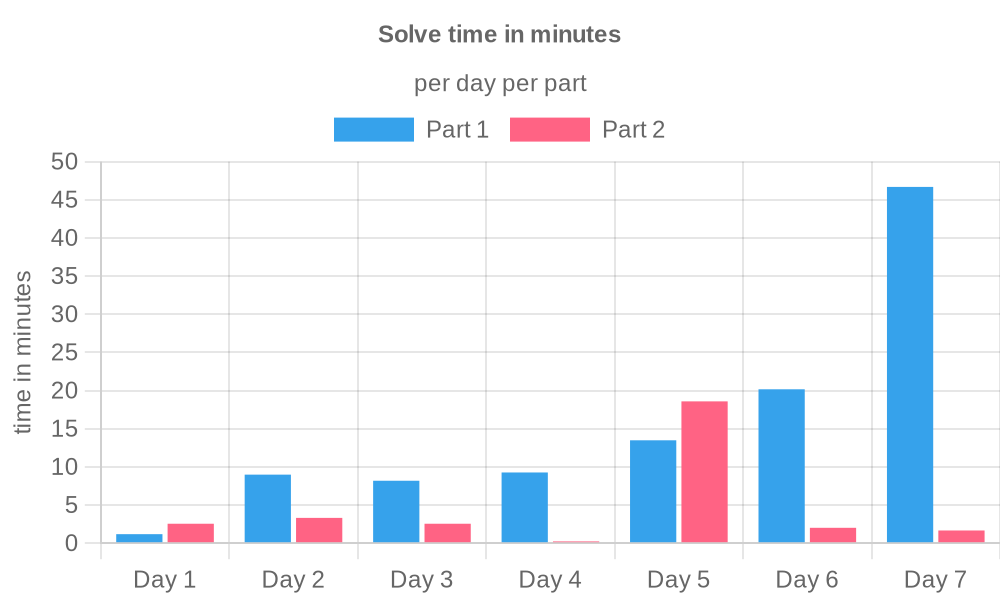 Solve time in minutes
per day per part
Part 1 Part 2
50
45
40
35
30
25
20
15
10
5
0
time in minutes
Day 1 Day 2 Day 3 Day 4 Day 5 Day 6 Day 7